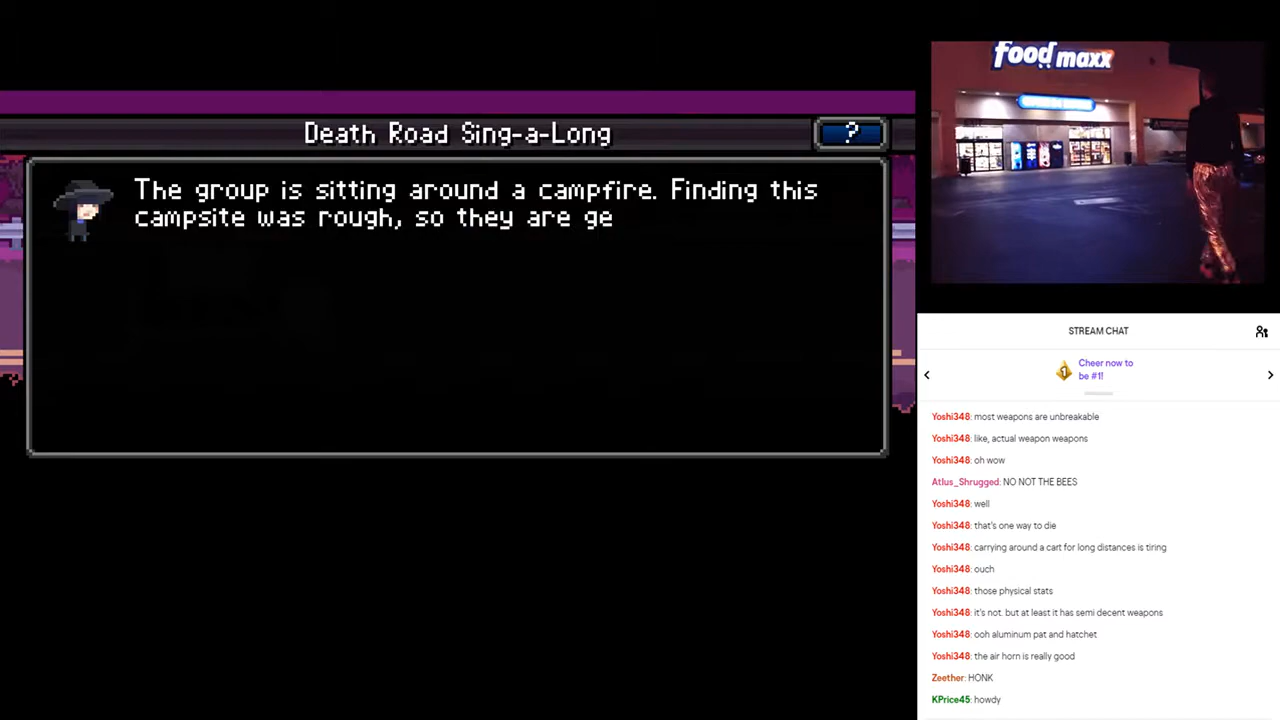 Death Road Sing-a-Long
?
The group is sitting around a campfire. Finding this
campsite was rough, so they are ge
food maxx
STREAM CHAT
1
Cheer now to
be #1!
Yoshi348: most weapons are unbreakable
Yoshi348: like, actual weapon weapons
Yoshi348: oh wow
Atlus_Shrugged: NO NOT THE BEES
Yoshi348: well
Yoshi348: that's one way to die
Yoshi348: carrying around a cart for long distances is tiring
Yoshi348: ouch
Yoshi348: those physical stats
Yoshi348: it's not. but at least it has semi decent weapons
Yoshi348: ooh aluminum pat and hatchet
Yoshi348: the air horn is really good
Zeether: HONK
KPrice45: howdy